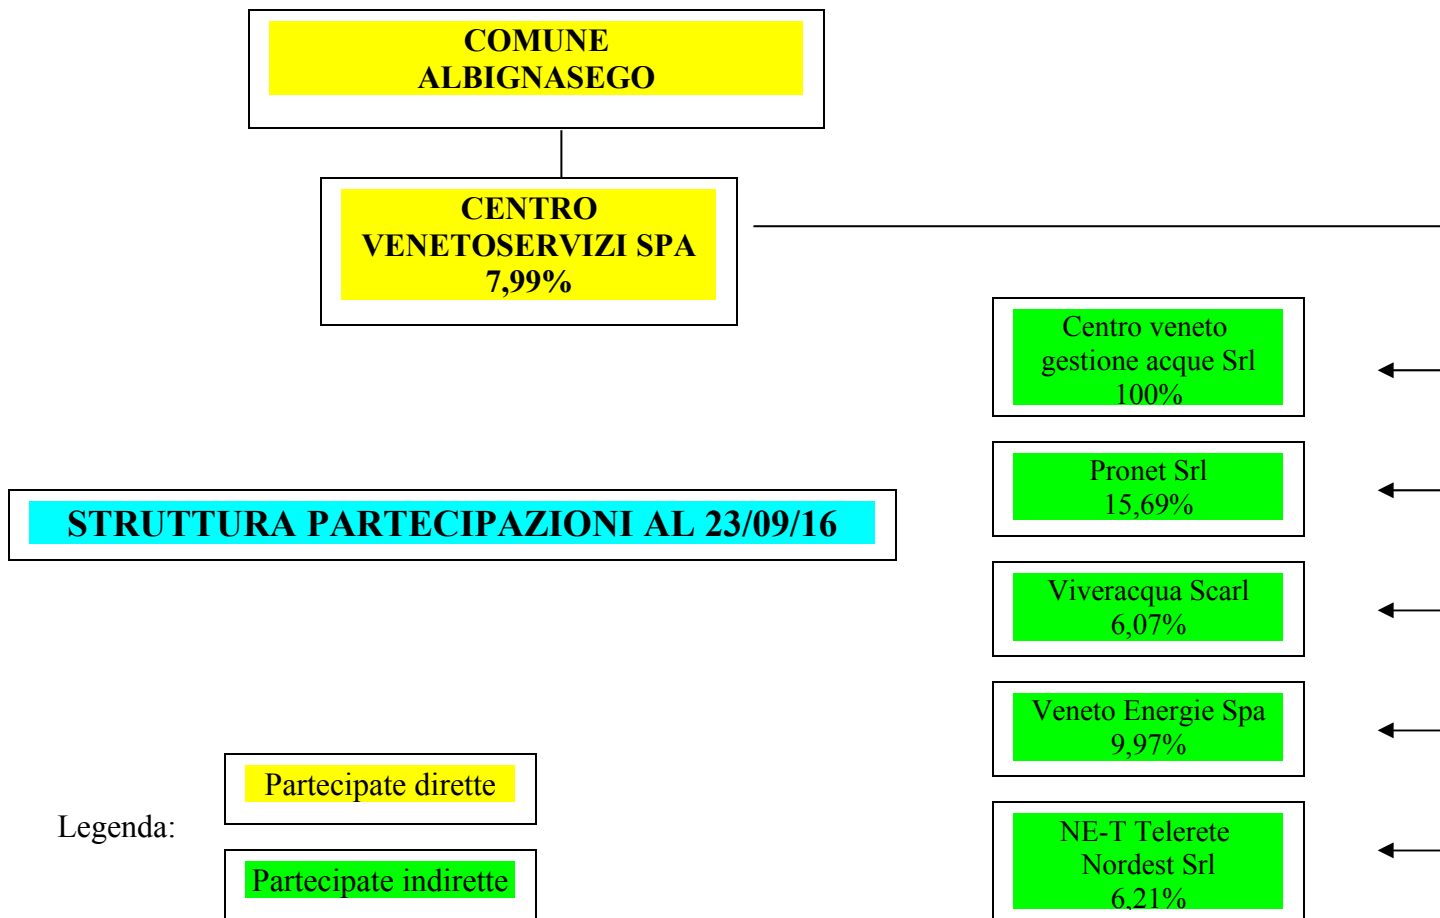 COMUNE
ALBIGNASEGO
CENTRO
VENETOSERVIZI SPA
7,99%
Centro veneto
gestione acque Srl
100%
Pronet Srl
15,69%
STRUTTURA PARTECIPAZIONI AL 23/09/16
Viveracqua Scarl
6,07%
Veneto Energie Spa
9,97%
Partecipate dirette
Legenda:
NE-T Telerete
Nordest Srl
6,21%
Partecipate indirette